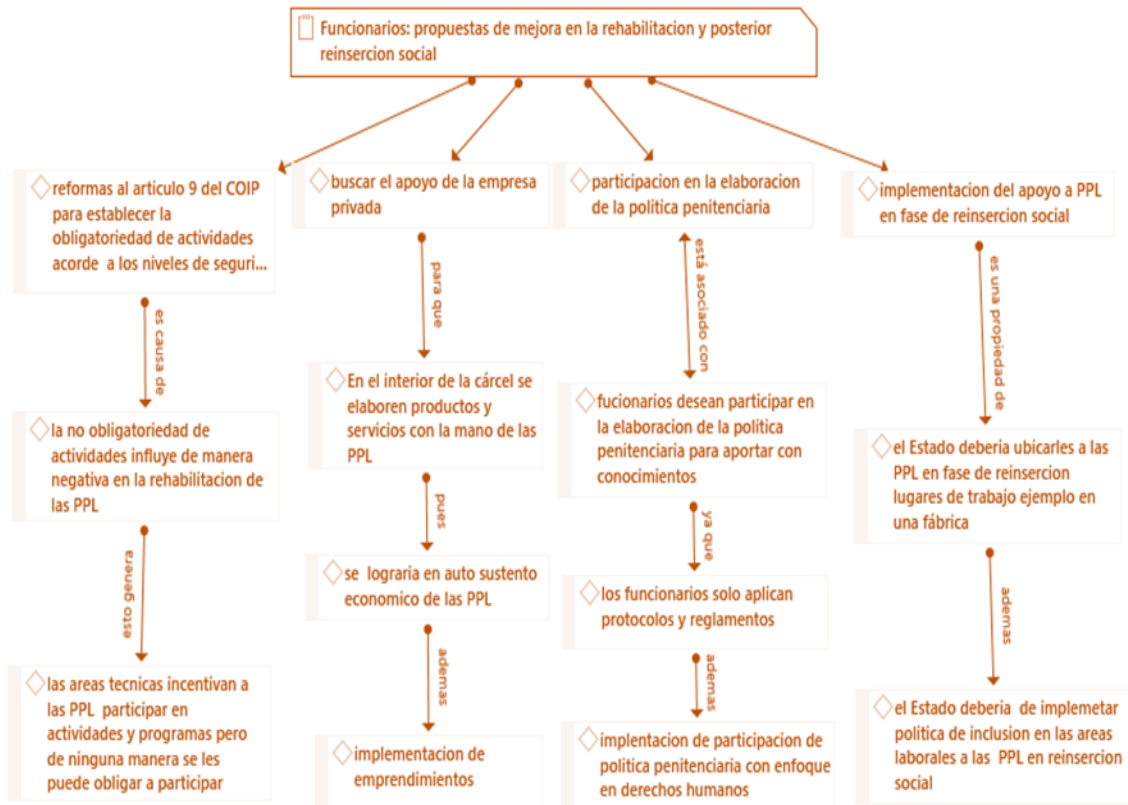 Funcionarios: propuestas de mejora en la rehabilitacion y posterior
reinsercion social
reformas al articulo 9 del COIP
para establecer la
obligatoriedad de actividades
acorde a los niveles de seguri...
es causa de
la no obligatoriedad de
actividades influye de manera
negativa en la rehabilitacion de
las PPL
esto genera
las areas tecnicas incentivan a
las PPL participar en
actividades y programas pero
de ninguna manera se les
puede obligar a participar
buscar el apoyo de la empresa
privada
para que
En el interior de la cárcel se
elaboren productos y
servicios con la mano de las
PPL
pues
se lograria en auto sustento
economico de las PPL
ademas
implementacion de
emprendimientos
participacion en la elaboracion
de la politica penitenciaria
está asociado con
fucionarios desean participar en
la elaboracion de la politica
penitenciaria para aportar con
conocimientos
ya que
los funcionarios solo aplican
protocolos y reglamentos
ademas
implentacion de participacion de
politica penitenciaria con enfoque
en derechos humanos
implementacion del apoyo a PPL
en fase de reinsercion social
es una propiedad de
el Estado deberia ubicarles a las
PPL en fase de reinsercion
lugares de trabajo ejemplo en
una fábrica
ademas
el Estado deberia de implemetar
política de inclusion en las areas
laborales a las PPL en reinsercion
social